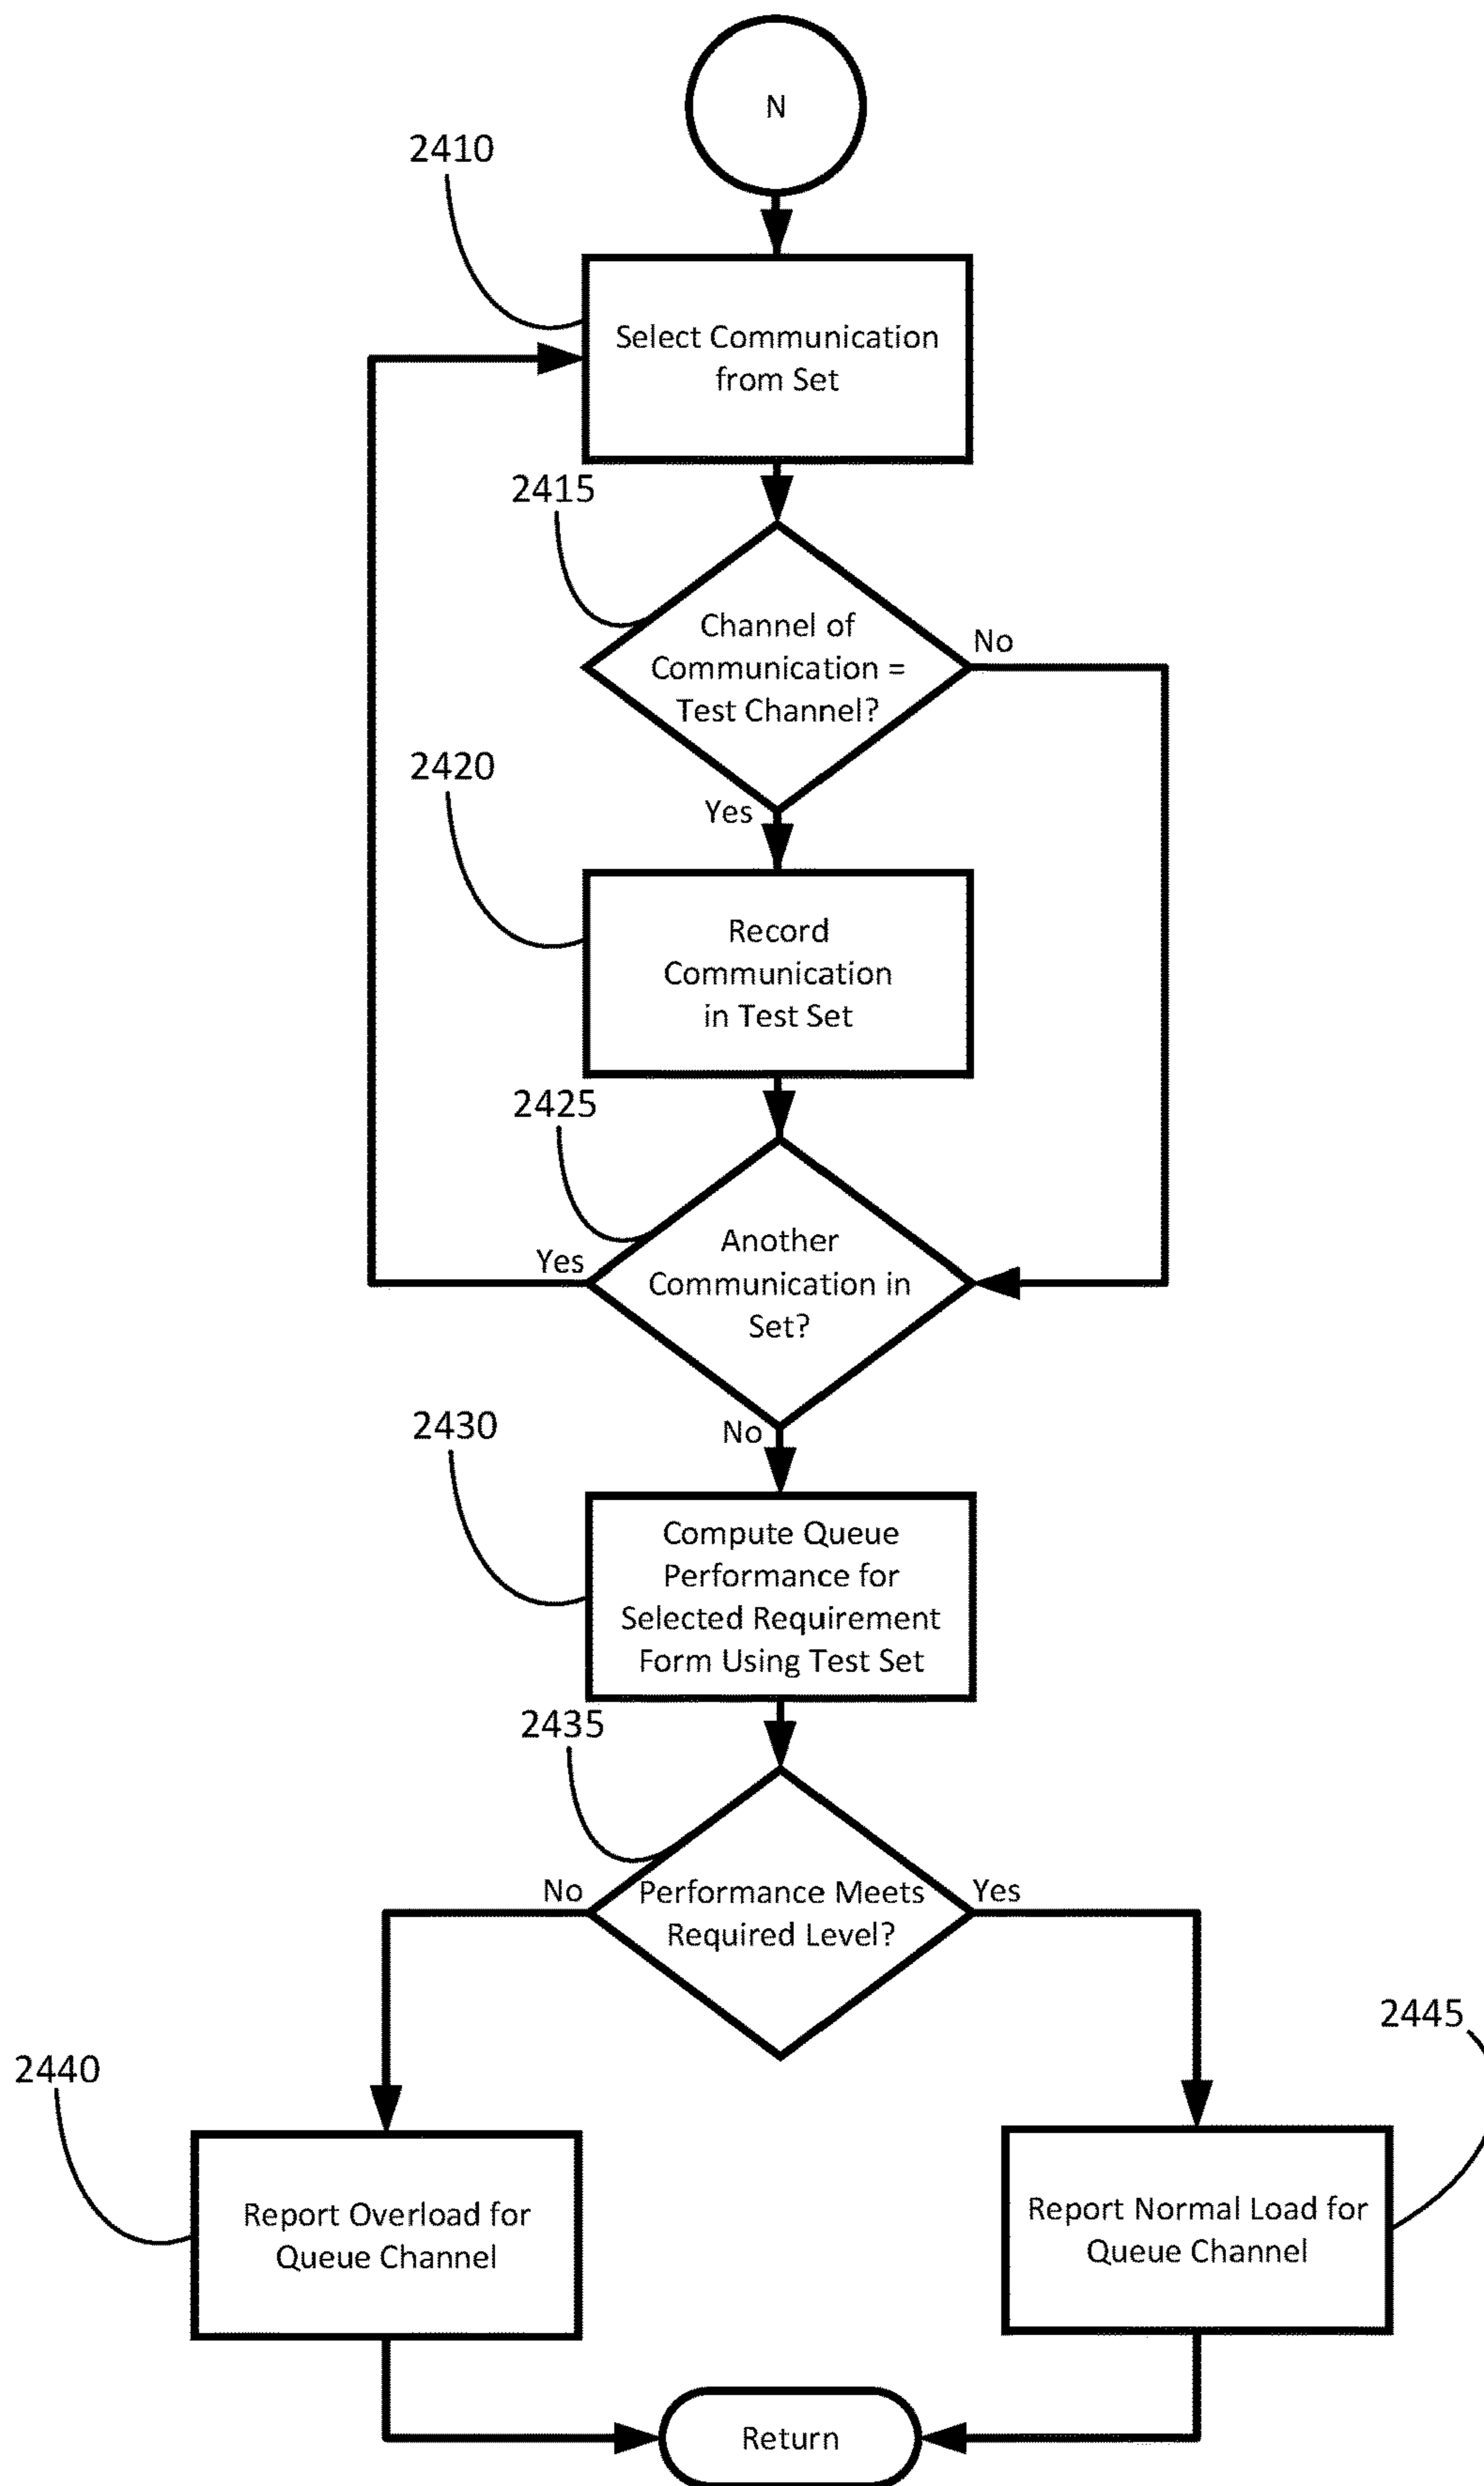 N
2410
Select Communication
from Set
2415
Channel of
Communication =
Test Channel?
No
Yes
2420
Record
Communication
in Test Set
2425
Another
Communication in
Set?
Yes
No
2430
Compute Queue
Performance for
Selected Requirement
Form Using Test Set
2435
Performance Meets
Required Level?
No
Yes
2440
Report Overload for
Queue Channel
2445
Report Normal Load for
Queue Channel
Return